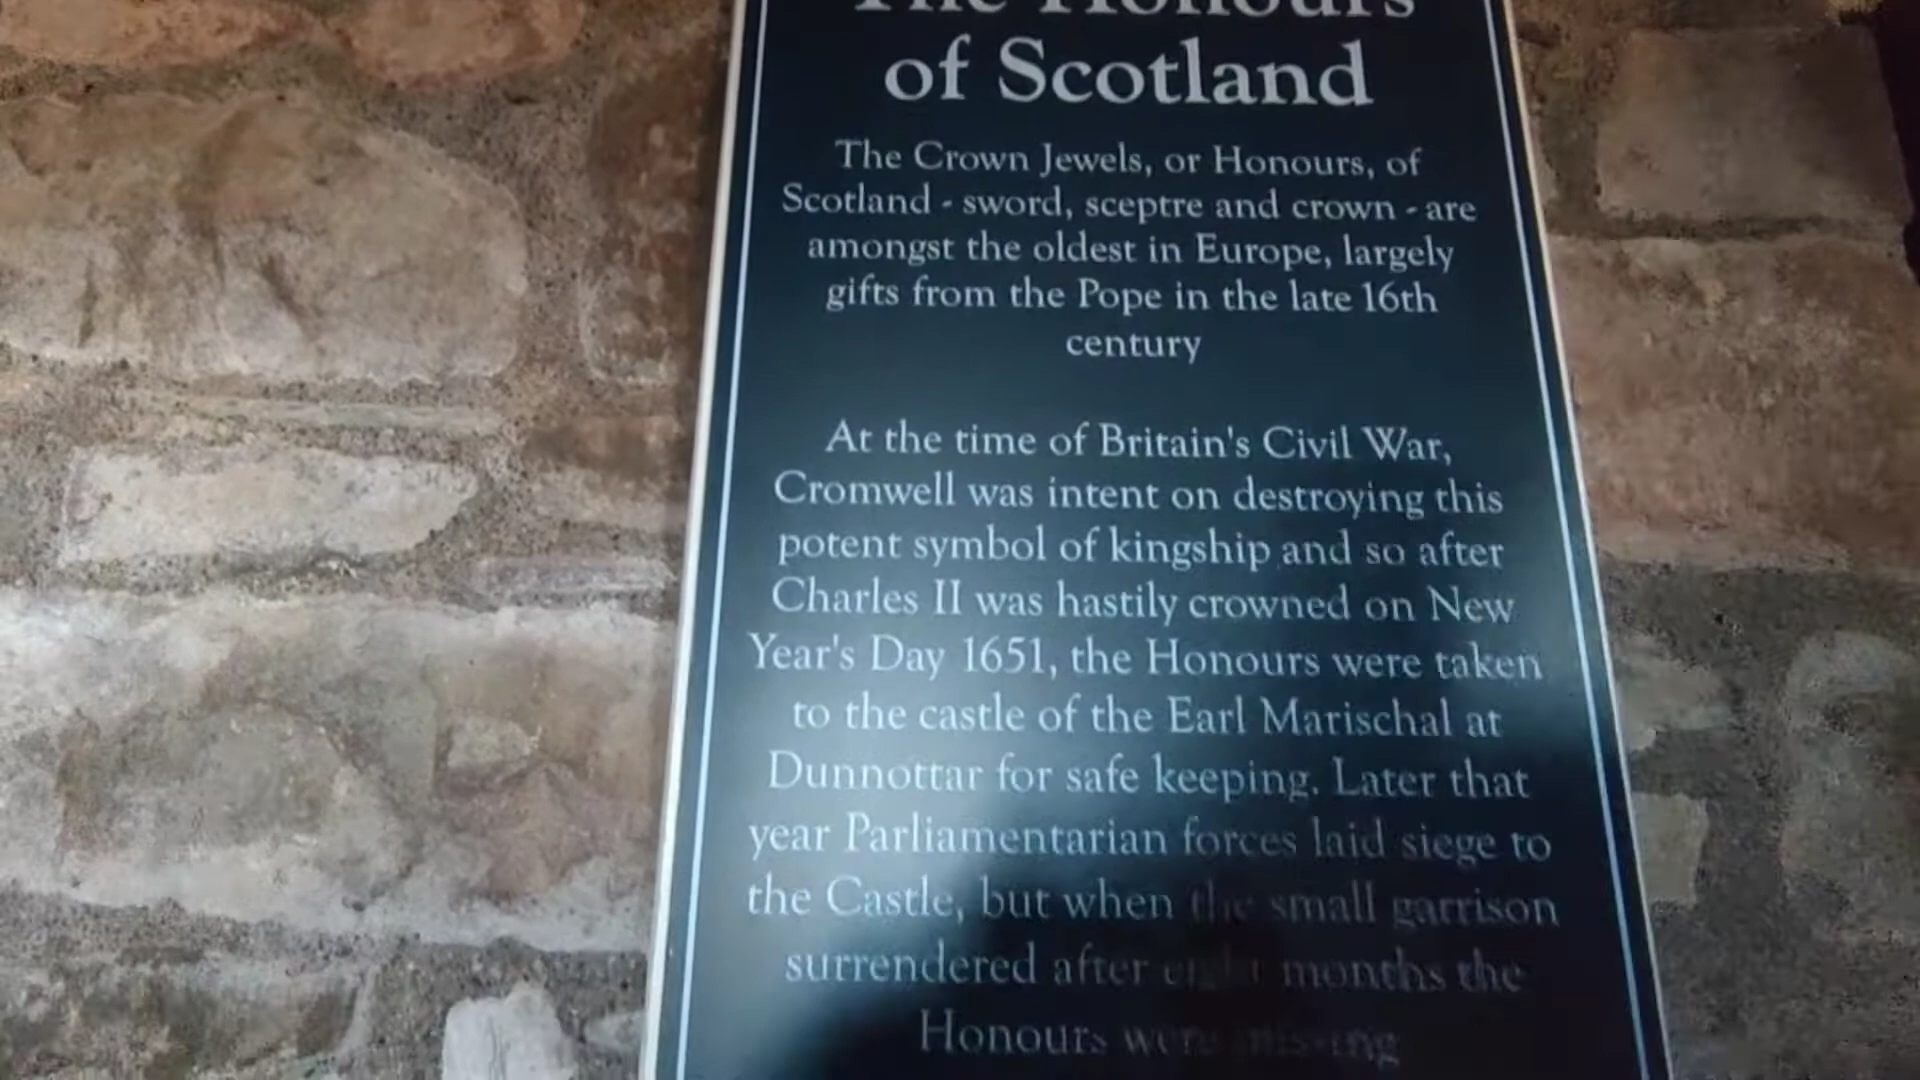 The Honours
of Scotland
The Crown Jewels, or Honours, of
Scotland - sword, sceptre and crown - are
amongst the oldest in Europe, largely
gifts from the Pope in the late 16th
century
At the time of Britain's Civil War,
Cromwell was intent on destroying this
potent symbol of kingship and so after
Charles II was hastily crowned on New
Year's Day 1651, the Honours were taken
to the castle of the Earl Marischal at
Dunnottar for safe keeping. Later that
year Parliamentarian forces laid siege to
the Castle, but when the small garrison
surrendered after eight months the
Honours were missing